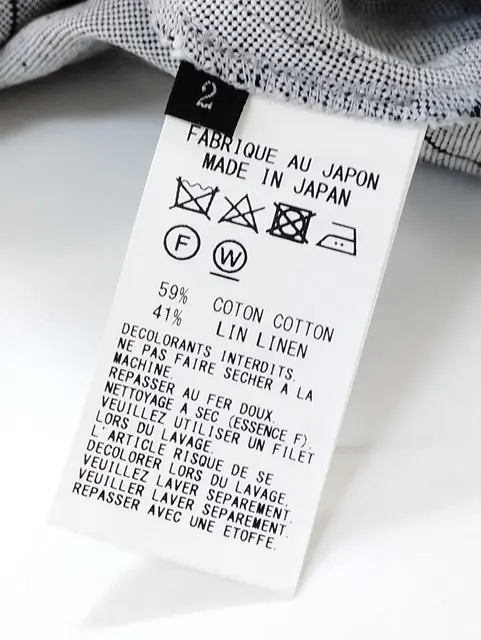 2
FABRIQUE AU JAPON
MADE IN JAPAN
F W
59% COTON COTTON
41% LIN LINEN
DECOLORANTS INTERDITS.
NE PAS FAIRE SECHER A LA
MACHINE.
REPASSER AU FER DOUX.
NETTOYAGE A SEC (ESSENCE F).
VEUILLEZ UTILISER UN FILET
LORS DU LAVAGE.
L'ARTICLE RISQUE DE SE
DECOLORER LORS DU LAVAGE.
VEUILLEZ LAVER SEPAREMENT.
VEUILLER LAVER SEPAREMENT.
REPASSER AVEC UNE ETOFFE.